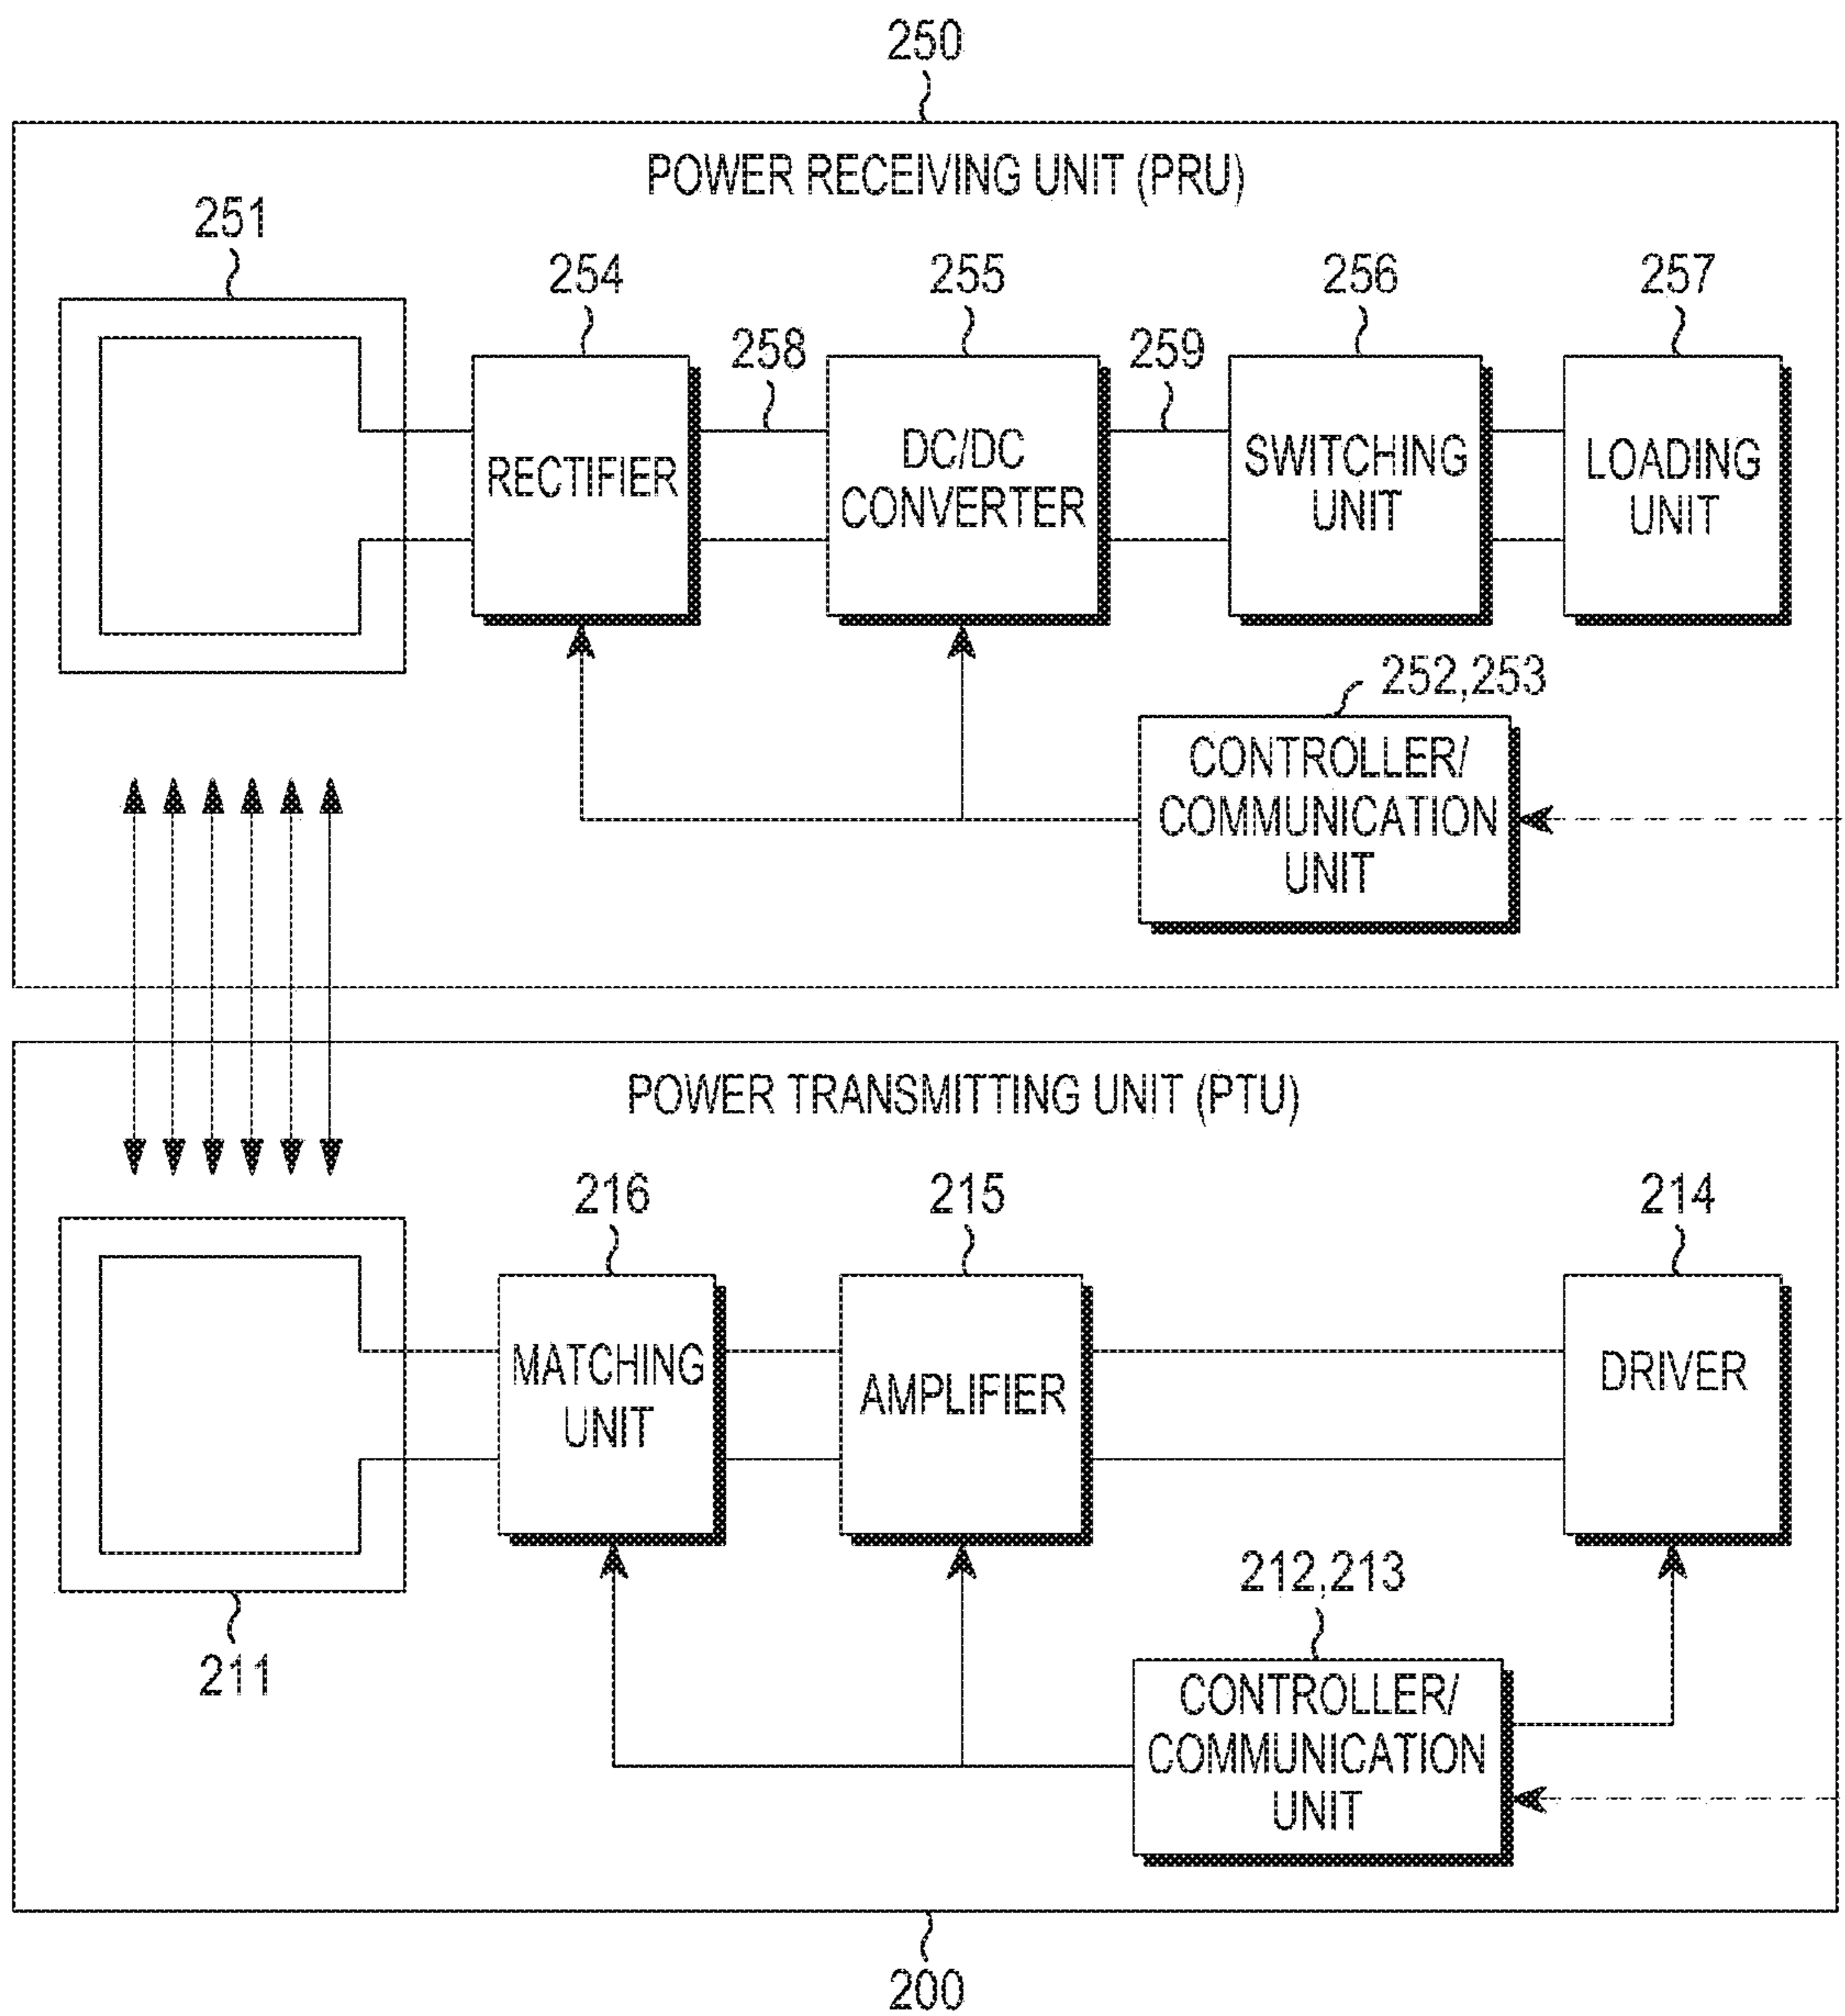 250
POWER RECEIVING UNIT (PRU)
251
254
255
256
257
258
259
RECTIFIER
DC/DC
CONVERTER
SWITCHING
UNIT
LOADING
UNIT
252,253
CONTROLLER/
COMMUNICATION
UNIT
POWER TRANSMITTING UNIT (PTU)
216
215
214
MATCHING
UNIT
AMPLIFIER
DRIVER
212,213
211
CONTROLLER/
COMMUNICATION
UNIT
200